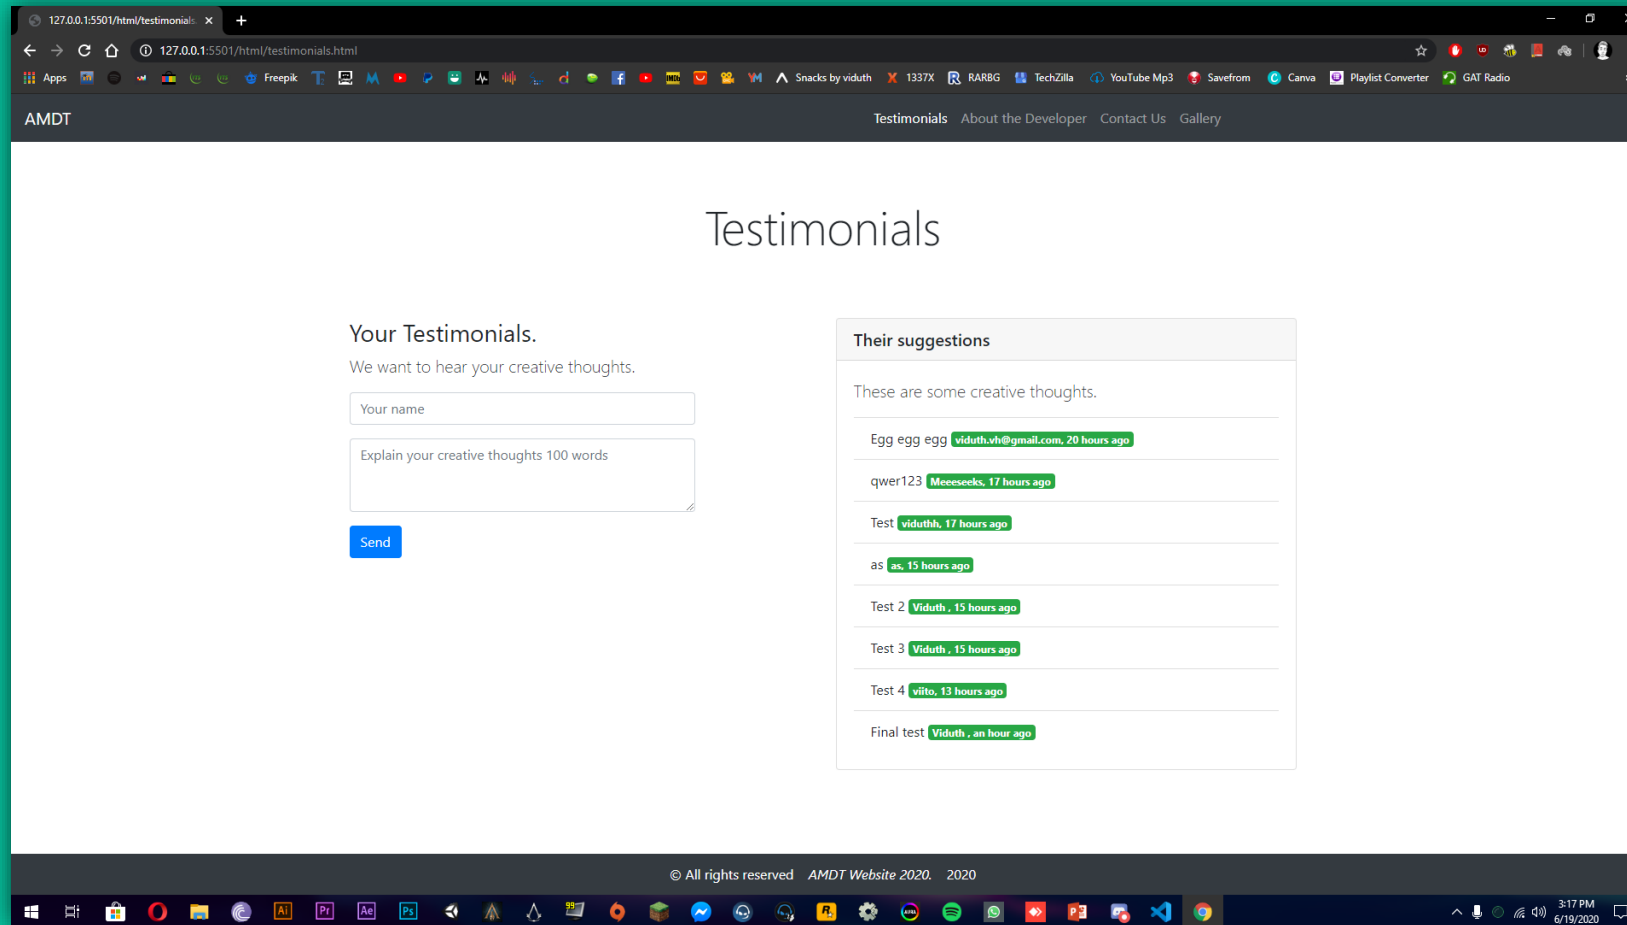 127.0.0.1:5501/html/testimonials.
127.0.0.1:5501/html/testimonials.html
Apps Freepik Snacks by viduth 1337X RARBG TechZilla YouTube Mp3 Savefrom Canva Playlist Converter GAT Radio
AMDT Testimonials About the Developer Contact Us Gallery
Testimonials
Your Testimonials.
We want to hear your creative thoughts.
Your name
Explain your creative thoughts 100 words
Send
Their suggestions
These are some creative thoughts.
Egg egg egg viduth.vh@gmail.com, 20 hours ago
qwer123 Meeeseeks, 17 hours ago
Test viduthh, 17 hours ago
as as, 15 hours ago
Test 2 Viduth , 15 hours ago
Test 3 Viduth , 15 hours ago
Test 4 viito, 13 hours ago
Final test Viduth , an hour ago
© All rights reserved AMDT Website 2020. 2020
Ai Pr Ae Ps 99
3:17 PM
6/19/2020